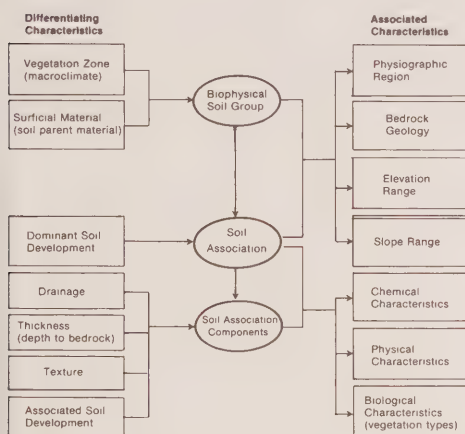 Differentiating
Characteristics
Associated
Characteristics
Vegetation Zone
(macroclimate)
Surficial Material
(soil parent material)
Biophysical
Soil Group
Physiographic
Region
Bedrock
Geology
Elevation
Range
Slope Range
Dominant Soil
Development
Soil
Association
Drainage
Thickness
(depth to bedrock)
Texture
Associated Soil
Development
Soil Association
Components
Chemical
Characteristics
Physical
Characteristics
Biological
Characteristics
(vegetation types)